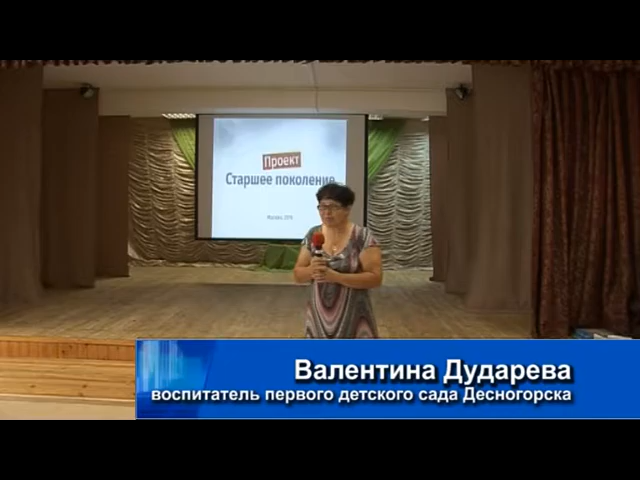 Проект
Старшее поколение
Валентина Дударева
воспитатель первого детского сада Десногорска